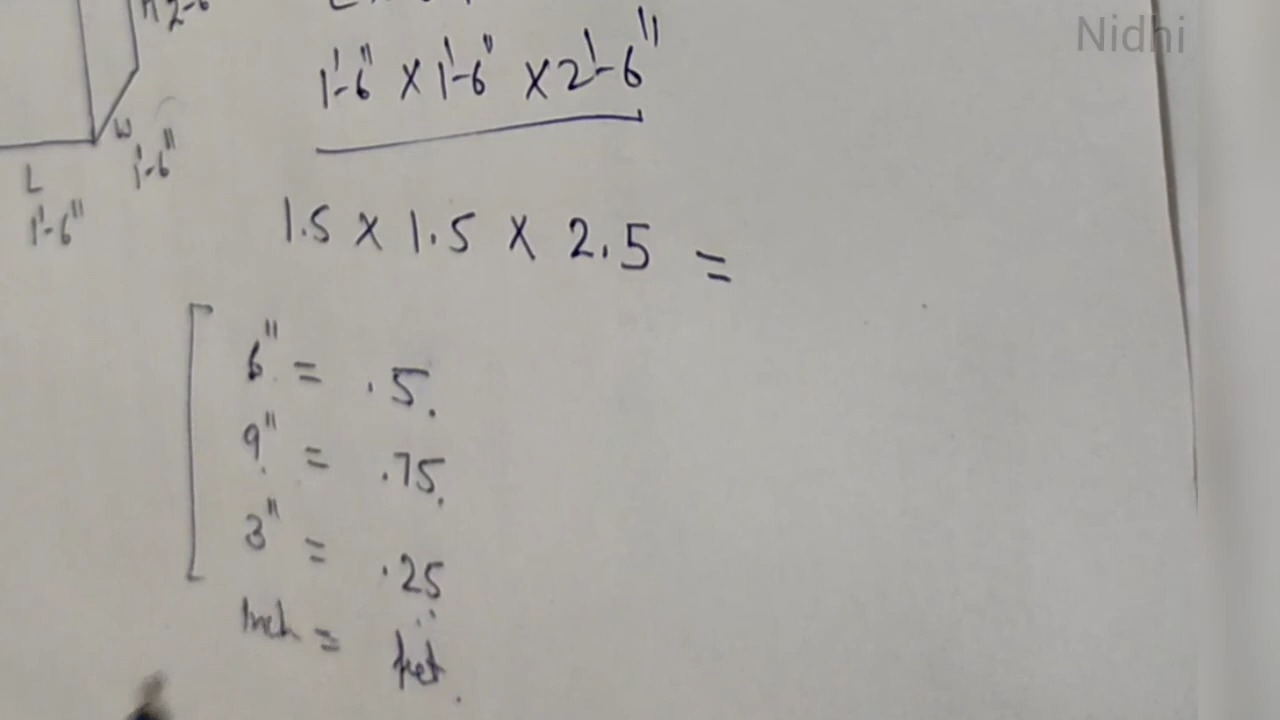 Nidhi
H 2-6
1'-6" X 1'-6" X 2'-6"
W
1'-6"
L
1'-6"
1.5 X 1.5 X 2.5 =
6" = .5.
9" = .75.
3" = .25
Inch = feet.